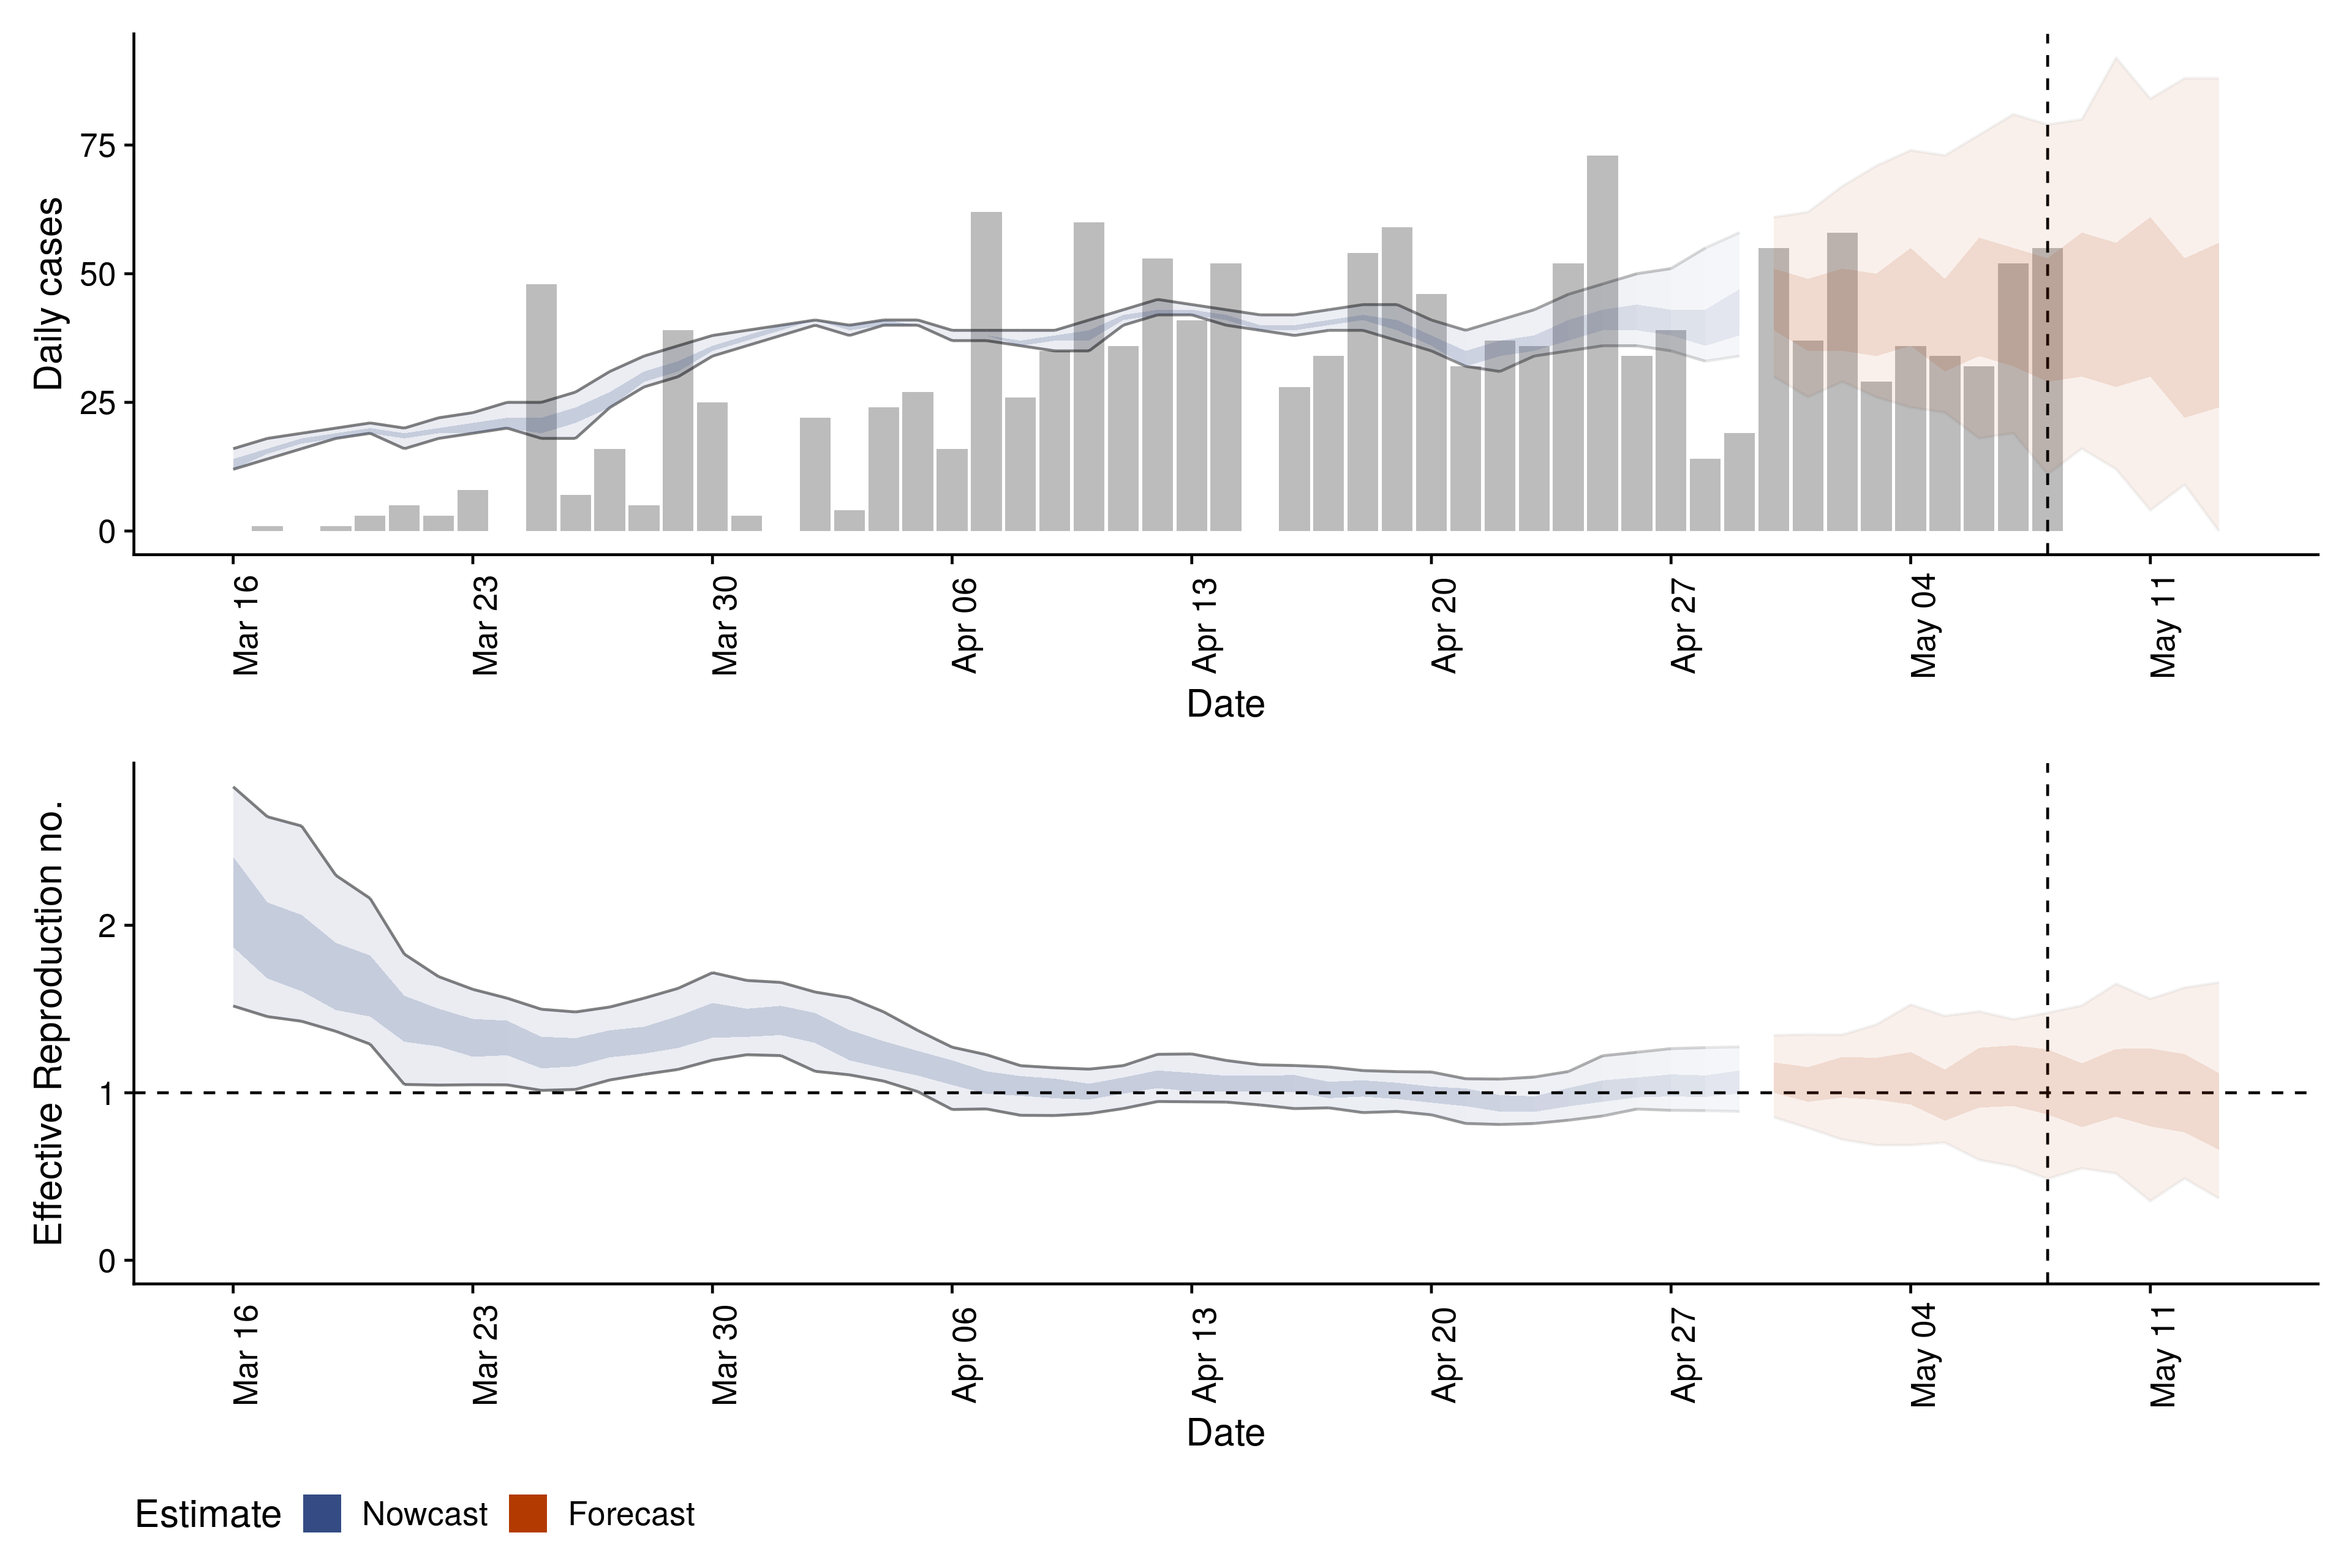 Daily cases
75
50
25
0
Mar 16
Mar 23
Mar 30
Apr 06
Apr 13
Apr 20
Apr 27
May 04
May 11
Date
Effective Reproduction no.
2
1
0
Mar 16
Mar 23
Mar 30
Apr 06
Apr 13
Apr 20
Apr 27
May 04
May 11
Date
Estimate Nowcast Forecast